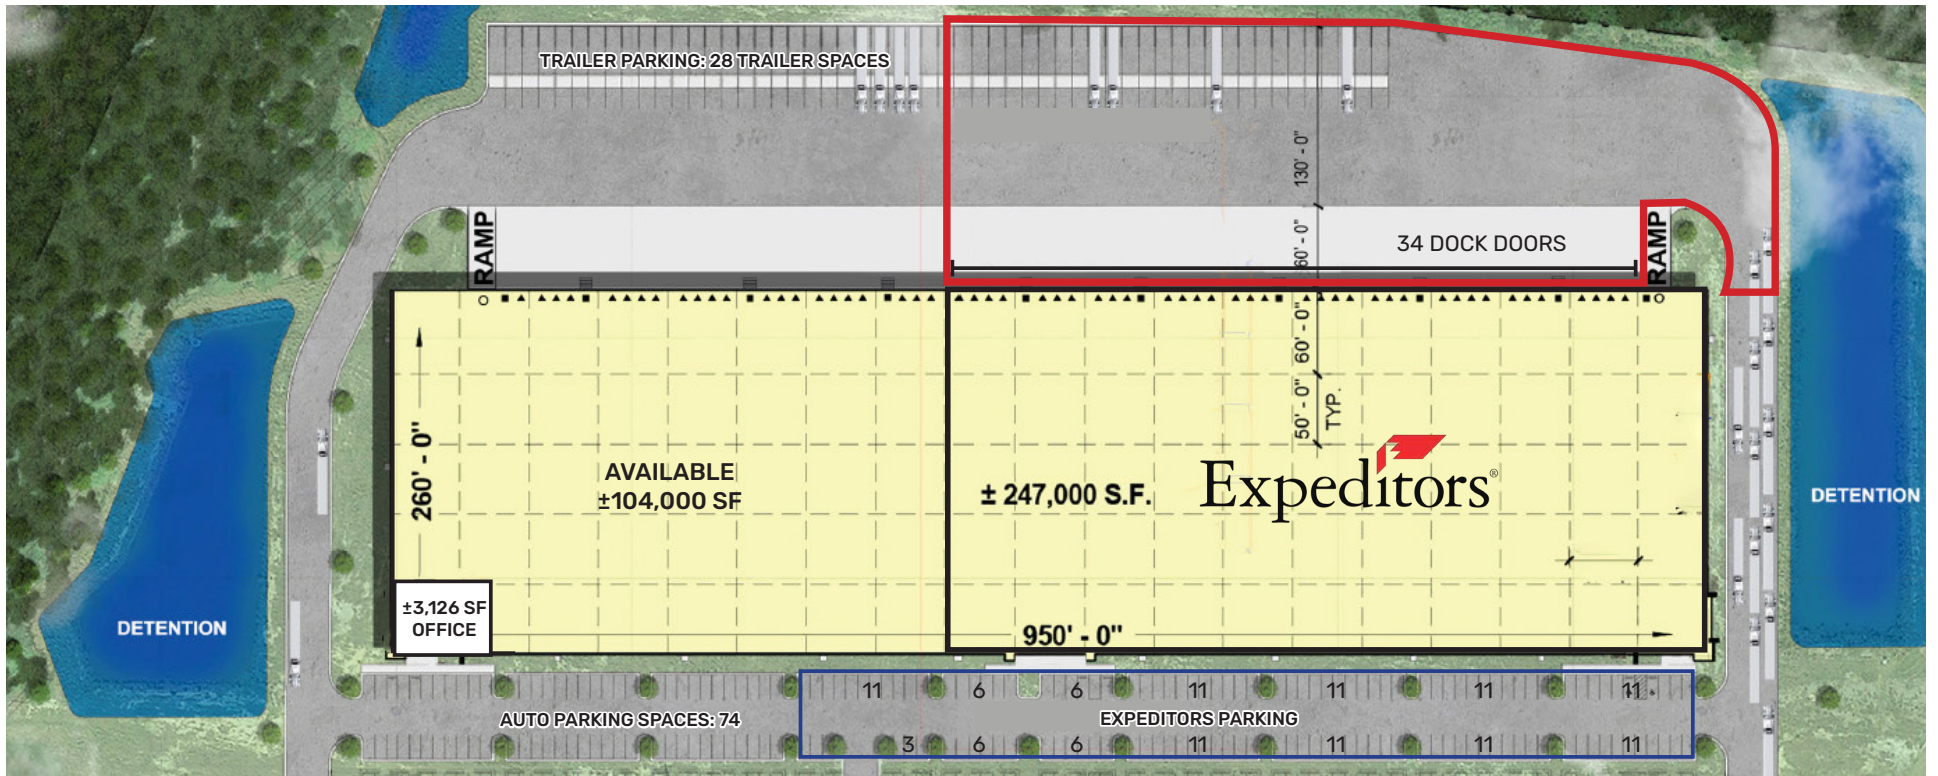 TRAILER PARKING: 28 TRAILER SPACES
130' - 0"
RAMP
60' - 0"
34 DOCK DOORS
RAMP
60' - 0"
50' - 0"
TYP.
260' - 0"
AVAILABLE
±104,000 SF
± 247,000 S.F.
Expeditors®
DETENTION
±3,126 SF
OFFICE
DETENTION
950' - 0"
11 6 6 11 11 11 11
AUTO PARKING SPACES: 74
EXPEDITORS PARKING
3 6 6 11 11 11 11